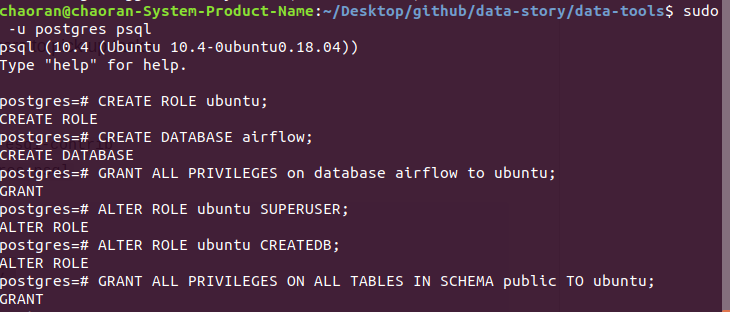 chaoran@chaoran-System-Product-Name:~/Desktop/github/data-story/data-tools$ sudo
 -u postgres psql
psql (10.4 (Ubuntu 10.4-0ubuntu0.18.04))
Type "help" for help.
postgres=# CREATE ROLE ubuntu;
CREATE ROLE
postgres=# CREATE DATABASE airflow;
CREATE DATABASE
postgres=# GRANT ALL PRIVILEGES on database airflow to ubuntu;
GRANT
postgres=# ALTER ROLE ubuntu SUPERUSER;
ALTER ROLE
postgres=# ALTER ROLE ubuntu CREATEDB;
ALTER ROLE
postgres=# GRANT ALL PRIVILEGES ON ALL TABLES IN SCHEMA public TO ubuntu;
GRANT